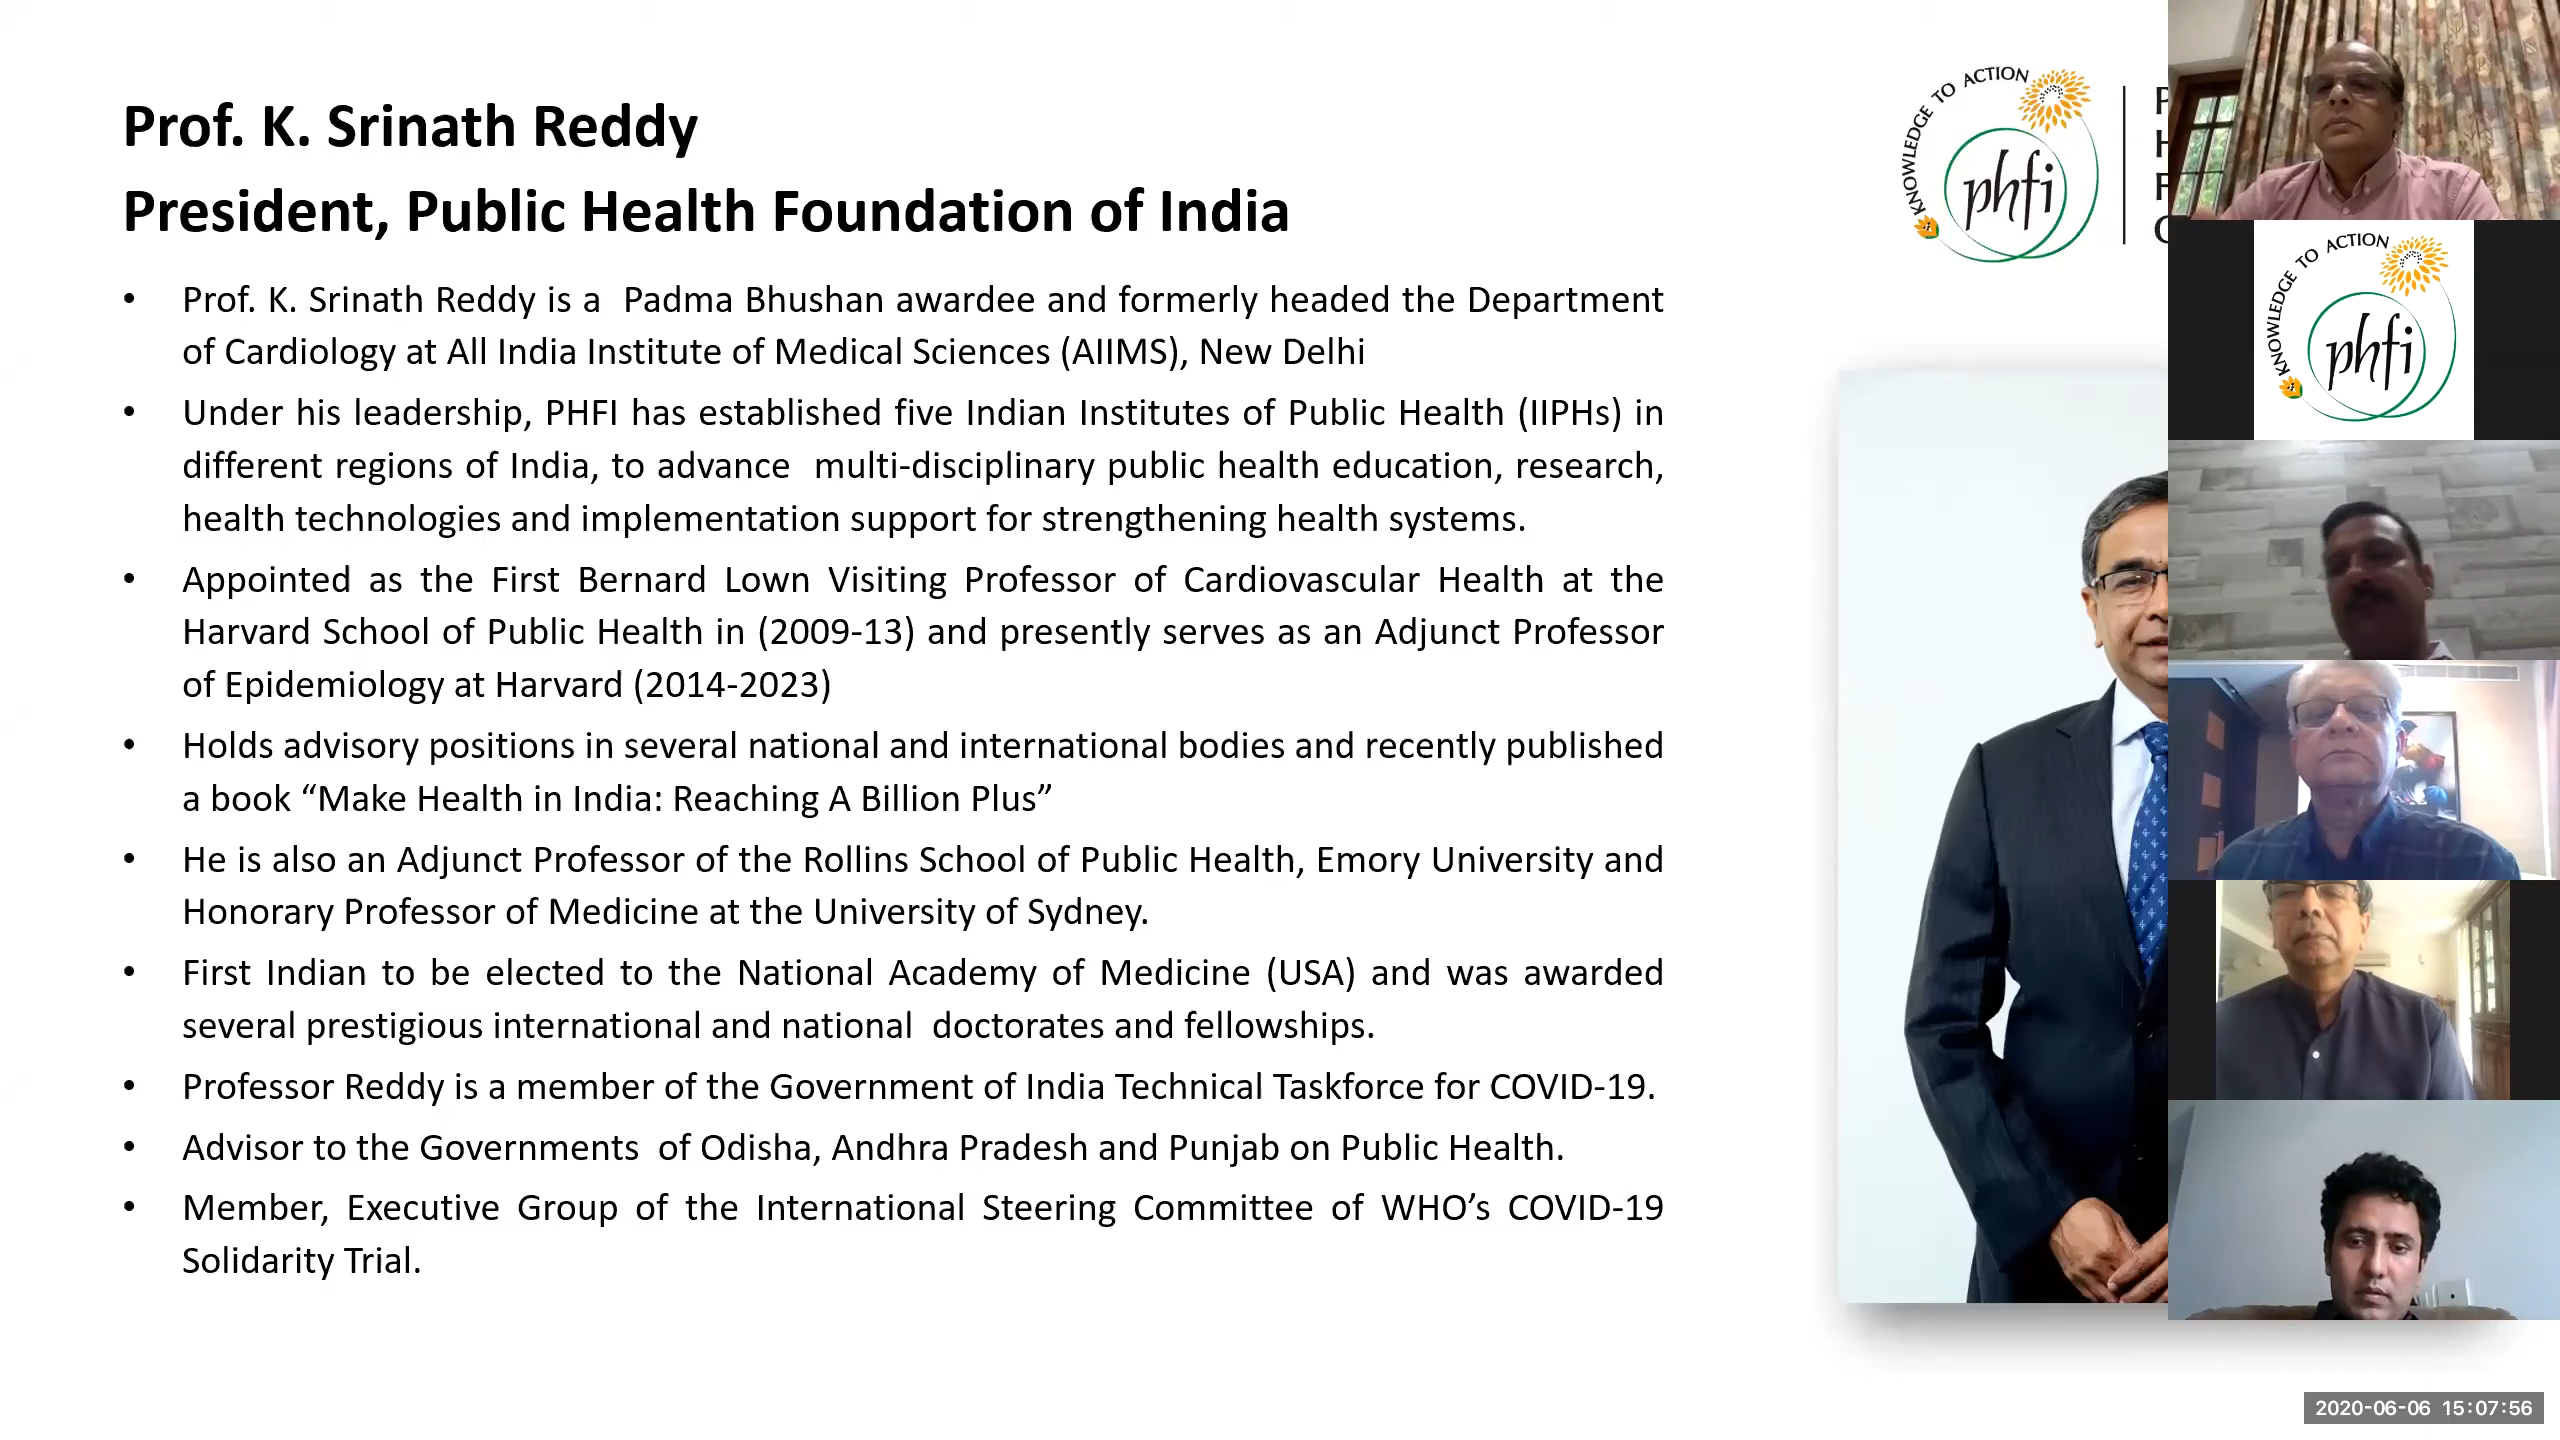 Prof. K. Srinath Reddy
President, Public Health Foundation of India
• Prof. K. Srinath Reddy is a  Padma Bhushan awardee and formerly headed the Department
of Cardiology at All India Institute of Medical Sciences (AIIMS), New Delhi
• Under his leadership, PHFI has established five Indian Institutes of Public Health (IIPHs) in
different regions of India, to advance  multi-disciplinary public health education, research,
health technologies and implementation support for strengthening health systems.
• Appointed as the First Bernard Lown Visiting Professor of Cardiovascular Health at the
Harvard School of Public Health in (2009-13) and presently serves as an Adjunct Professor
of Epidemiology at Harvard (2014-2023)
• Holds advisory positions in several national and international bodies and recently published
a book “Make Health in India: Reaching A Billion Plus”
• He is also an Adjunct Professor of the Rollins School of Public Health, Emory University and
Honorary Professor of Medicine at the University of Sydney.
• First Indian to be elected to the National Academy of Medicine (USA) and was awarded
several prestigious international and national  doctorates and fellowships.
• Professor Reddy is a member of the Government of India Technical Taskforce for COVID-19.
• Advisor to the Governments  of Odisha, Andhra Pradesh and Punjab on Public Health.
• Member, Executive Group of the International Steering Committee of WHO’s COVID-19
Solidarity Trial.
KNOWLEDGE TO ACTION
phfi
KNOWLEDGE TO ACTION
phfi
2020-06-06 15:07:56